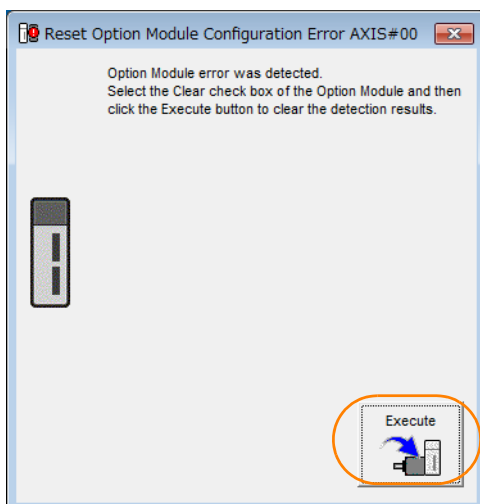 Reset Option Module Configuration Error AXIS#00
Option Module error was detected.
Select the Clear check box of the Option Module and then
click the Execute button to clear the detection results.
Execute